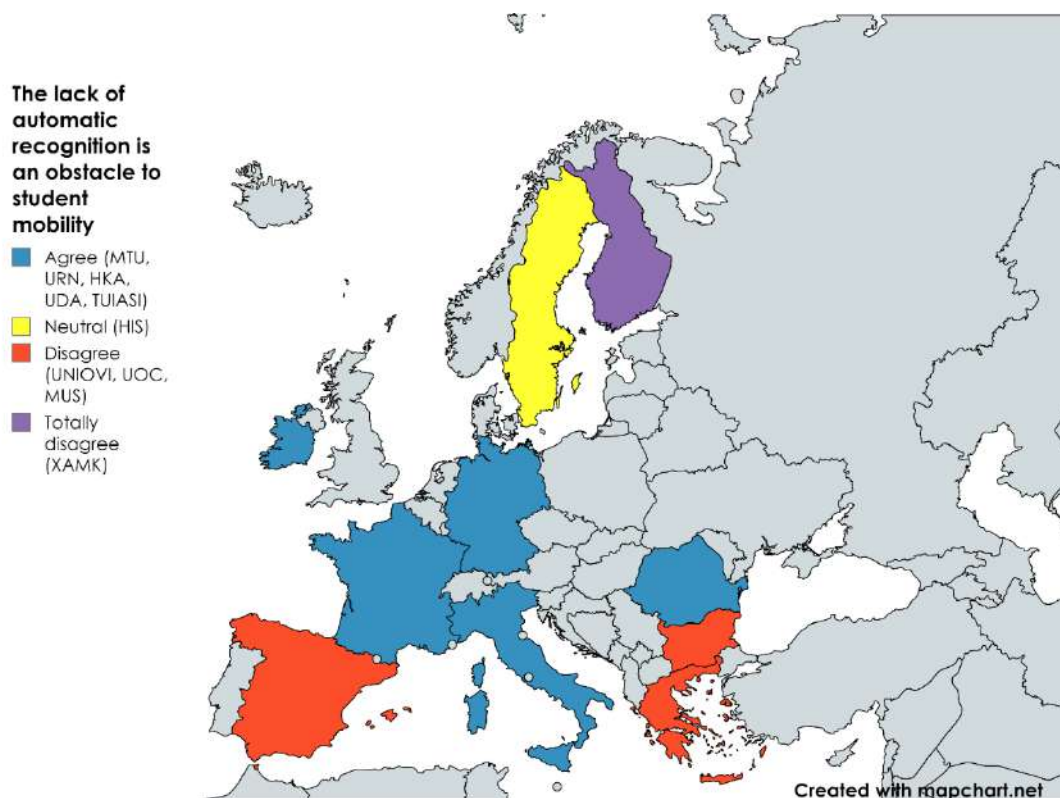 The lack of
automatic
recognition is
an obstacle to
student
mobility
Agree (MTU,
URN, HKA,
UDA, TUIASI)
Neutral (HIS)
Disagree
(UNIOVI, UOC,
MUS)
Totally
disagree
(XAMK)
Created with mapchart.net